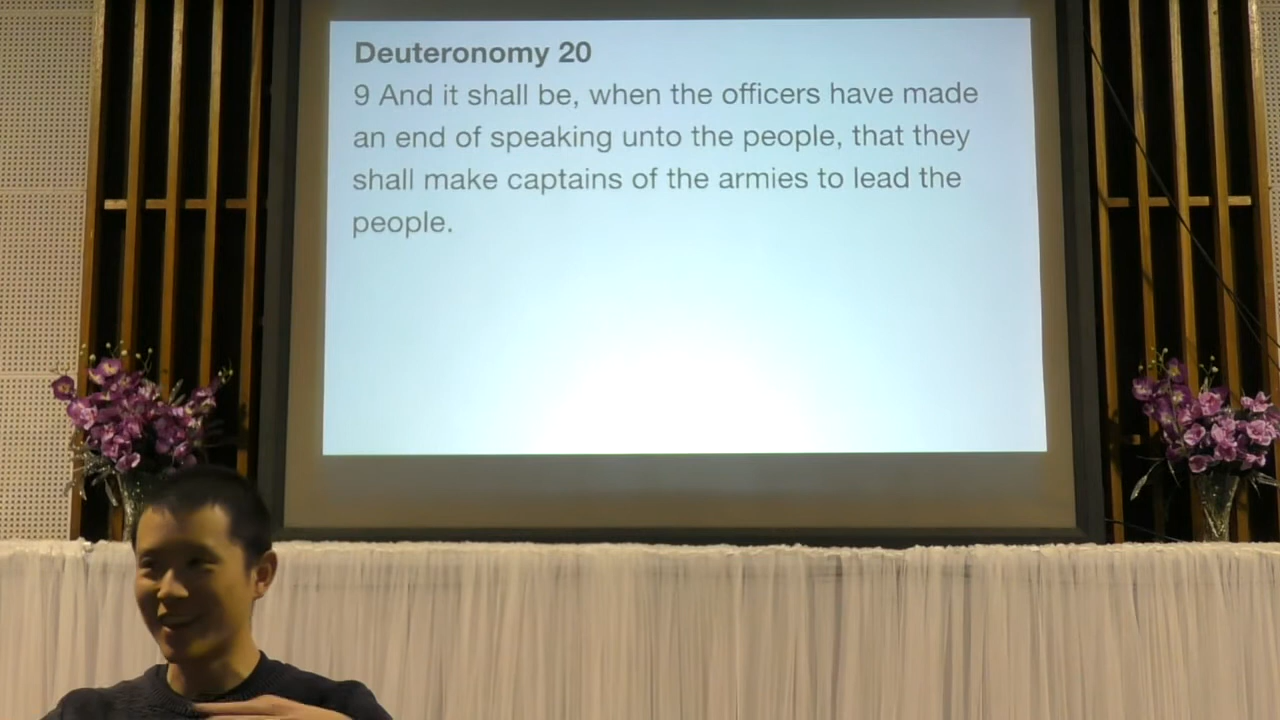 Deuteronomy 20
9 And it shall be, when the officers have made
an end of speaking unto the people, that they
shall make captains of the armies to lead the
people.